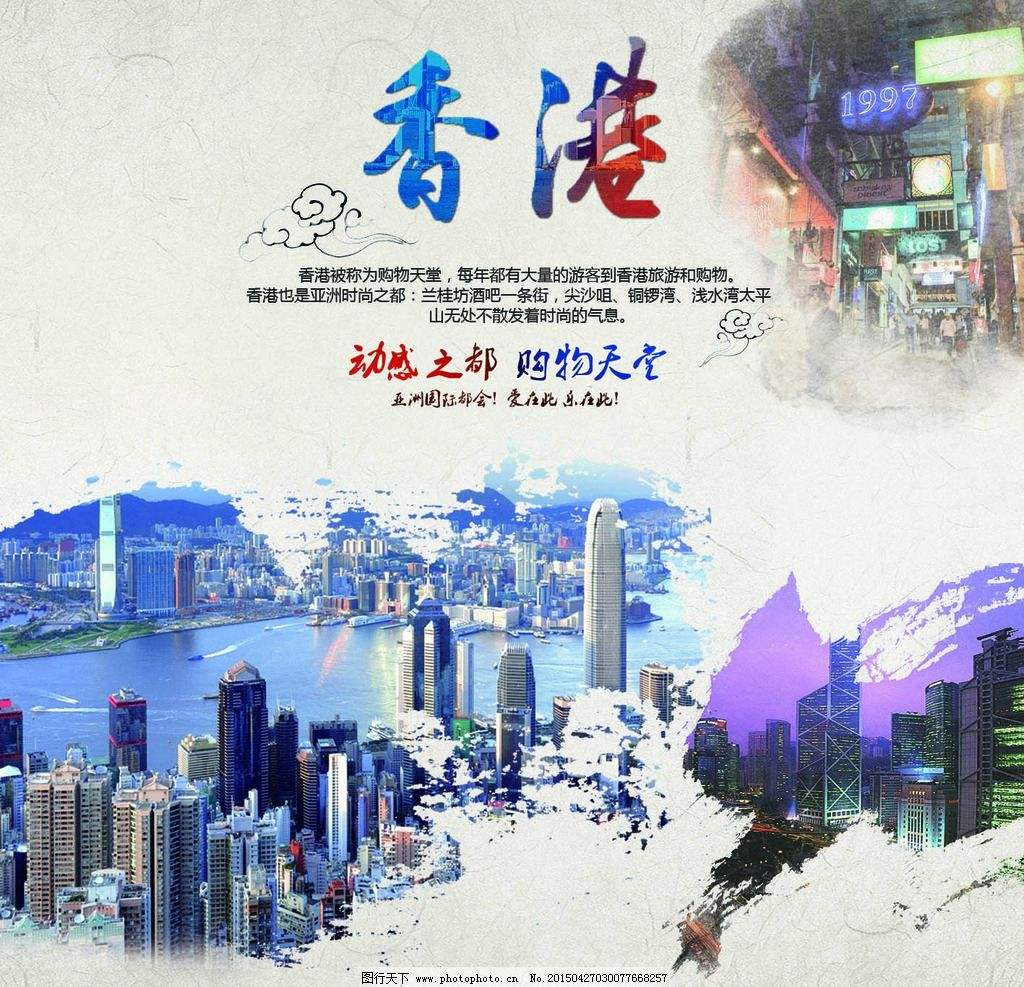 香港
1997
LOST
香港被称为购物天堂，每年都有大量的游客到香港旅游和购物。
香港也是亚洲时尚之都：兰桂坊酒吧一条街，尖沙咀、铜锣湾、浅水湾太平
山无处不散发着时尚的气息。
动感之都 购物天堂
亚洲国际都会！爱在此 乐在此！
图行天下 www.photophoto.cn No.20150427030077668257